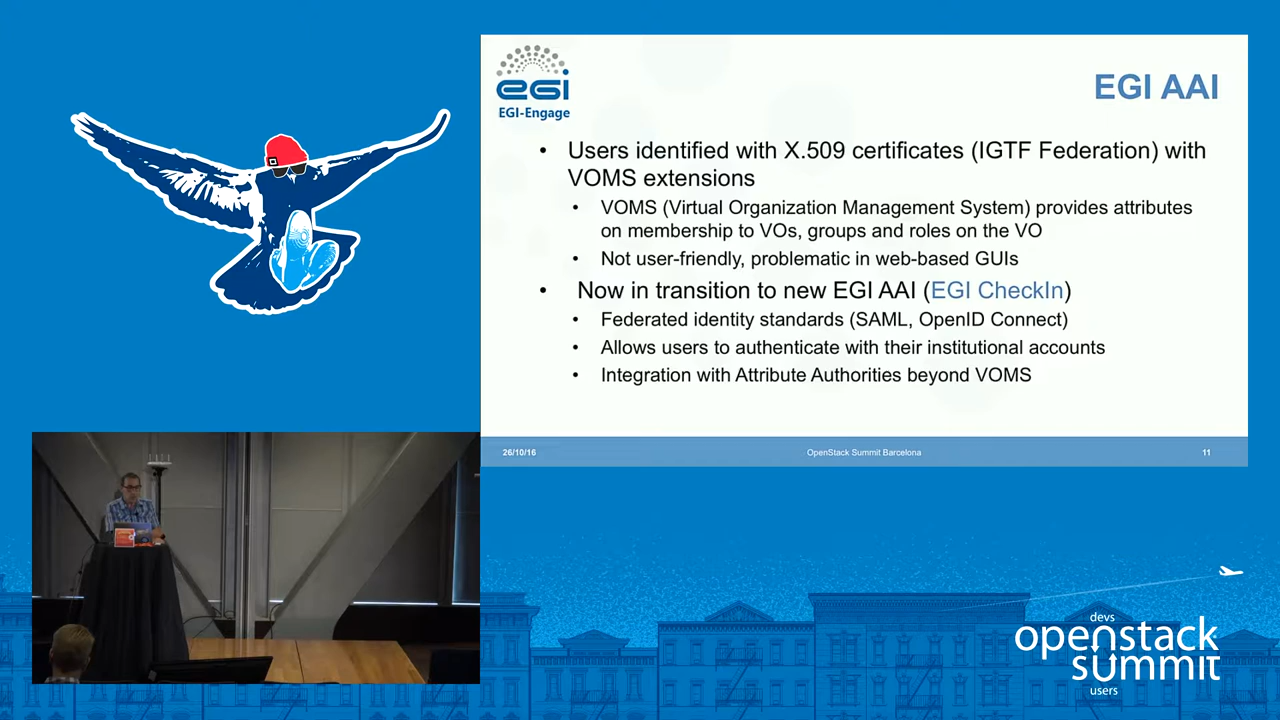 egi
EGI-Engage
EGI AAI
• Users identified with X.509 certificates (IGTF Federation) with
VOMS extensions
• VOMS (Virtual Organization Management System) provides attributes
on membership to VOs, groups and roles on the VO
• Not user-friendly, problematic in web-based GUIs
• Now in transition to new EGI AAI (EGI CheckIn)
• Federated identity standards (SAML, OpenID Connect)
• Allows users to authenticate with their institutional accounts
• Integration with Attribute Authorities beyond VOMS
26/10/16 OpenStack Summit Barcelona 11
devs
openstack
summit
users